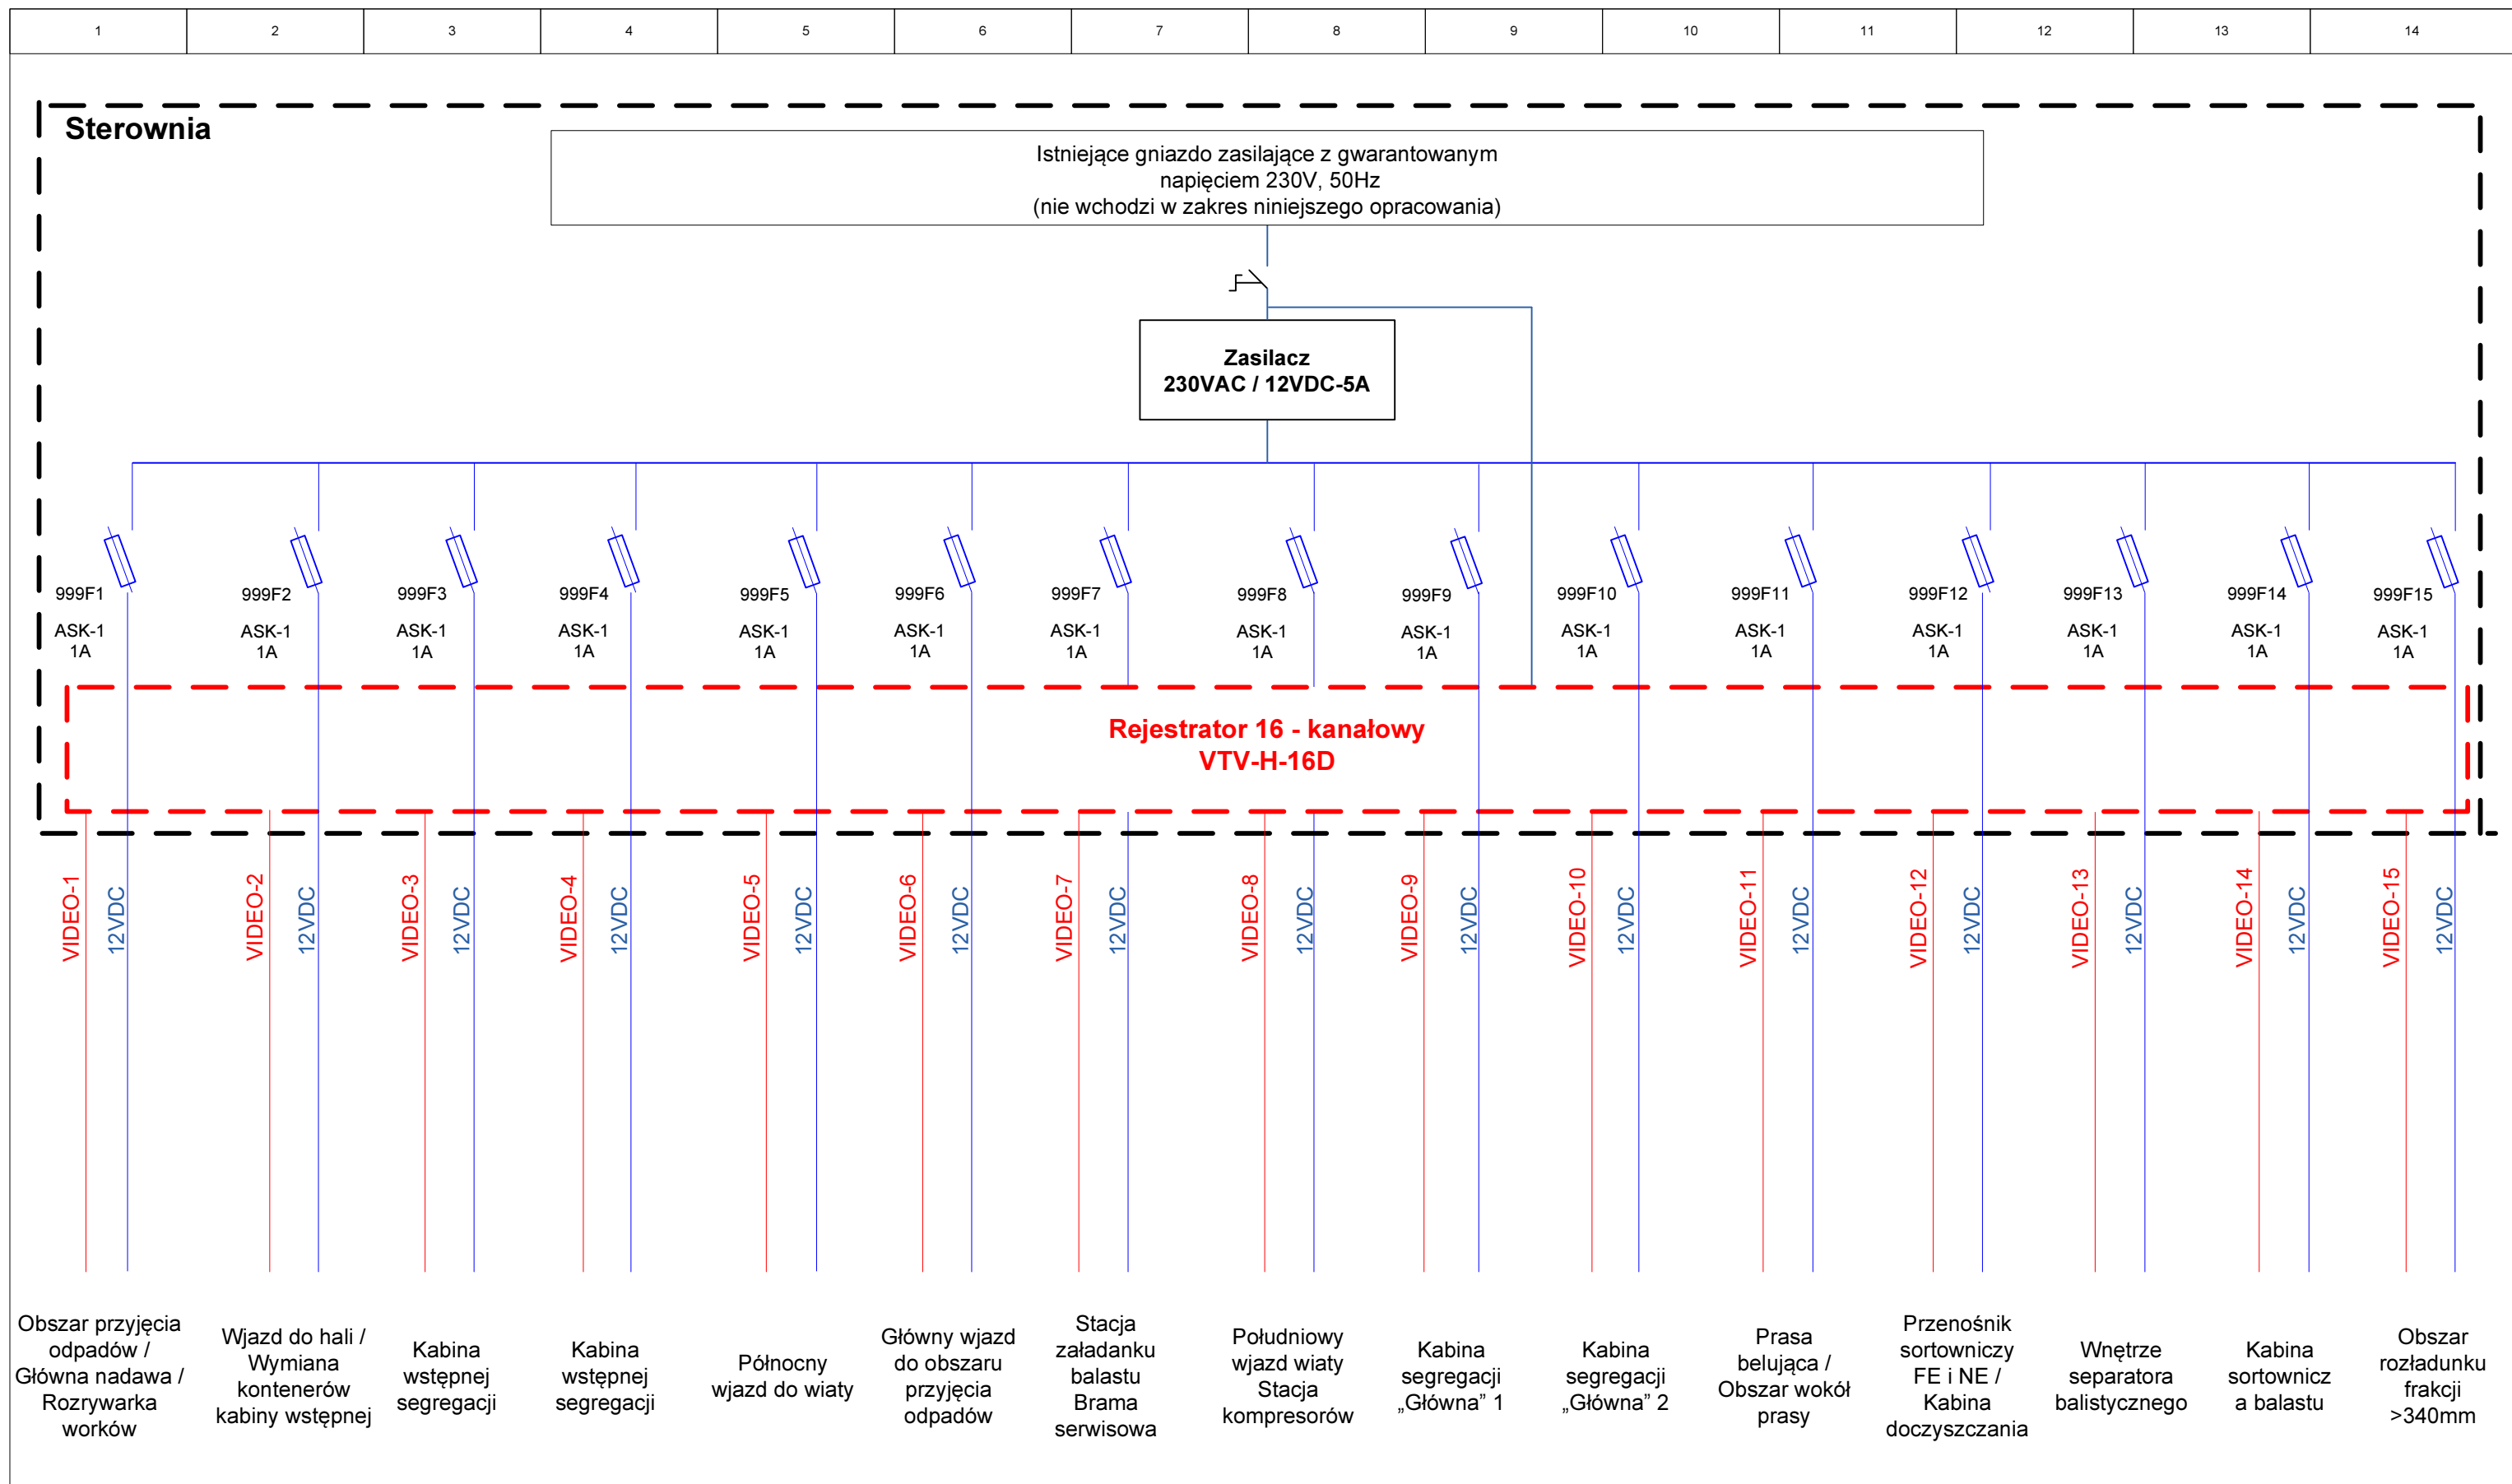 1 2 3 4 5 6 7 8 9 10 11 12 13 14
Sterownia
Istniejące gniazdo zasilające z gwarantowanym
napięciem 230V, 50Hz
(nie wchodzi w zakres niniejszego opracowania)
Zasilacz
230VAC / 12VDC-5A
999F1 999F2 999F3 999F4 999F5 999F6 999F7 999F8 999F9 999F10 999F11 999F12 999F13 999F14 999F15
ASK-1 ASK-1 ASK-1 ASK-1 ASK-1 ASK-1 ASK-1 ASK-1 ASK-1 ASK-1 ASK-1 ASK-1 ASK-1 ASK-1 ASK-1
1A 1A 1A 1A 1A 1A 1A 1A 1A 1A 1A 1A 1A 1A 1A
Rejestrator 16 - kanałowy
VTV-H-16D
VIDEO-1
12VDC
VIDEO-2
12VDC
VIDEO-3
12VDC
VIDEO-4
12VDC
VIDEO-5
12VDC
VIDEO-6
12VDC
VIDEO-7
12VDC
VIDEO-8
12VDC
VIDEO-9
12VDC
VIDEO-10
12VDC
VIDEO-11
12VDC
VIDEO-12
12VDC
VIDEO-13
12VDC
VIDEO-14
12VDC
VIDEO-15
12VDC
Obszar przyjęcia
odpadów /
Główna nadawa /
Rozrywarka
worków
Wjazd do hali /
Wymiana
kontenerów
kabiny wstępnej
Kabina
wstępnej
segregacji
Kabina
wstępnej
segregacji
Północny
wjazd do wiaty
Główny wjazd
do obszaru
przyjęcia
odpadów
Stacja
załadanku
balastu
Brama
serwisowa
Południowy
wjazd wiaty
Stacja
kompresorów
Kabina
segregacji
„Główna” 1
Kabina
segregacji
„Główna” 2
Prasa
belująca /
Obszar wokół
prasy
Przenośnik
sortowniczy
FE i NE /
Kabina
doczyszczania
Wnętrze
separatora
balistycznego
Kabina
sortownicz
a balastu
Obszar
rozładunku
frakcji
>340mm